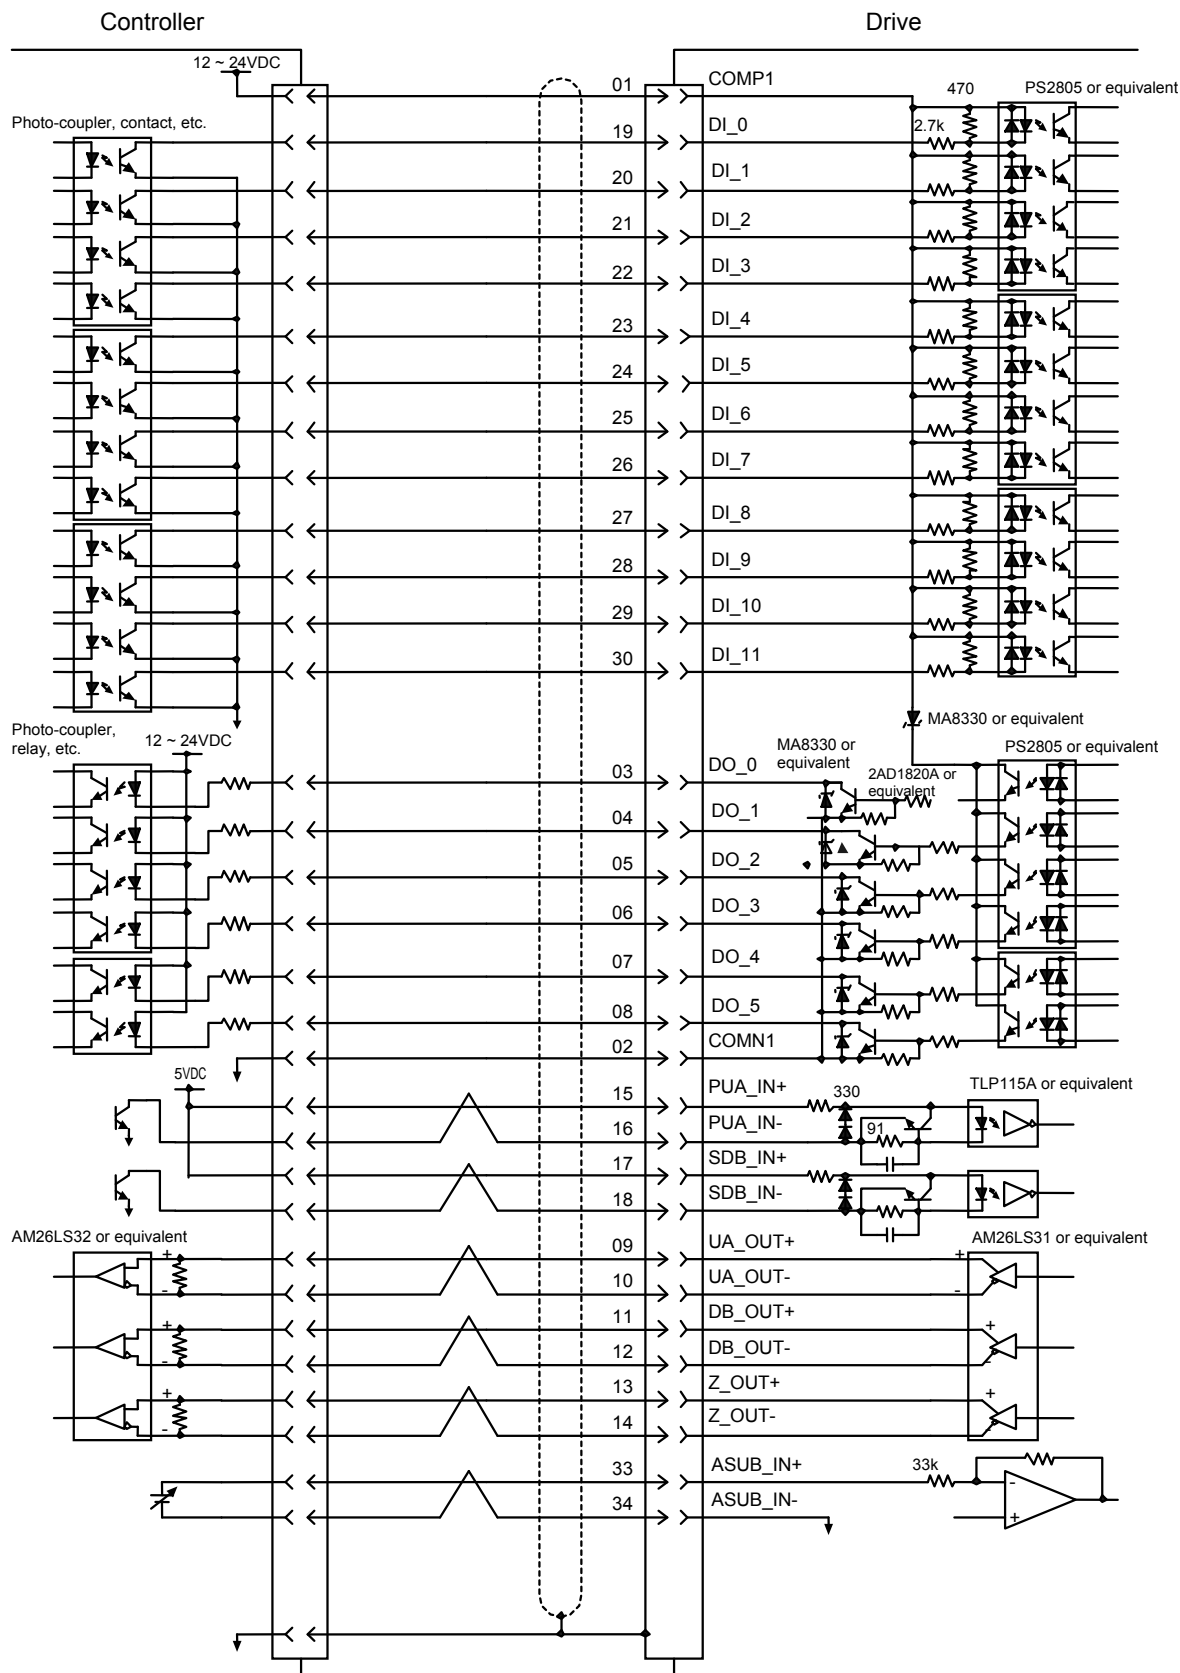 Controller
Drive
12 ~ 24VDC
01
COMP1
470
PS2805 or equivalent
Photo-coupler, contact, etc.
19
DI_0
2.7k
20
DI_1
21
DI_2
22
DI_3
23
DI_4
24
DI_5
25
DI_6
26
DI_7
27
DI_8
28
DI_9
29
DI_10
30
DI_11
MA8330 or equivalent
Photo-coupler,
relay, etc.
12 ~ 24VDC
MA8330 or
equivalent
PS2805 or equivalent
03
DO_0
2AD1820A or
equivalent
04
DO_1
05
DO_2
06
DO_3
07
DO_4
08
DO_5
02
COMN1
5VDC
15
PUA_IN+
330
TLP115A or equivalent
16
PUA_IN-
91
17
SDB_IN+
18
SDB_IN-
AM26LS32 or equivalent
AM26LS31 or equivalent
+
09
UA_OUT+
+
-
10
UA_OUT-
-
+
11
DB_OUT+
+
-
12
DB_OUT-
-
+
13
Z_OUT+
+
-
14
Z_OUT-
-
33
ASUB_IN+
33k
-
34
ASUB_IN-
+